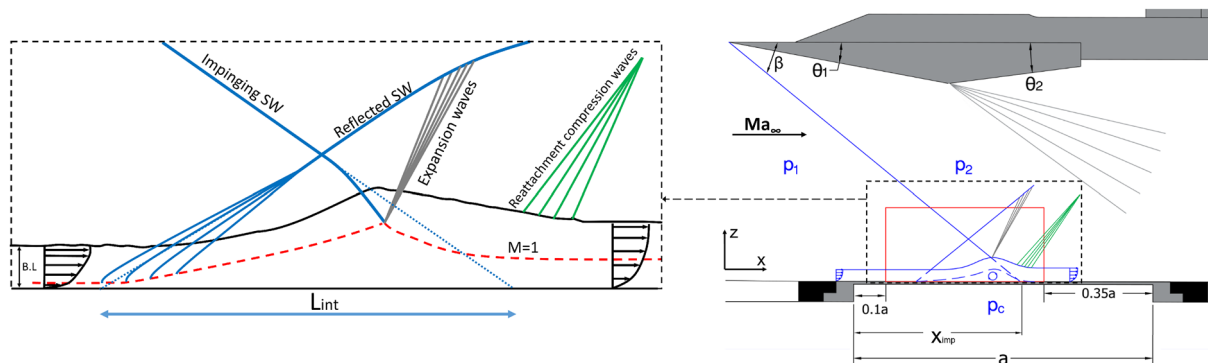 Impinging SW
Reflected SW
Expansion waves
Reattachment compression waves
B.L
M=1
Lint
β
θ1
θ2
Ma∞
p1
p2
z
x
pc
0.1a
0.35a
Ximp
a